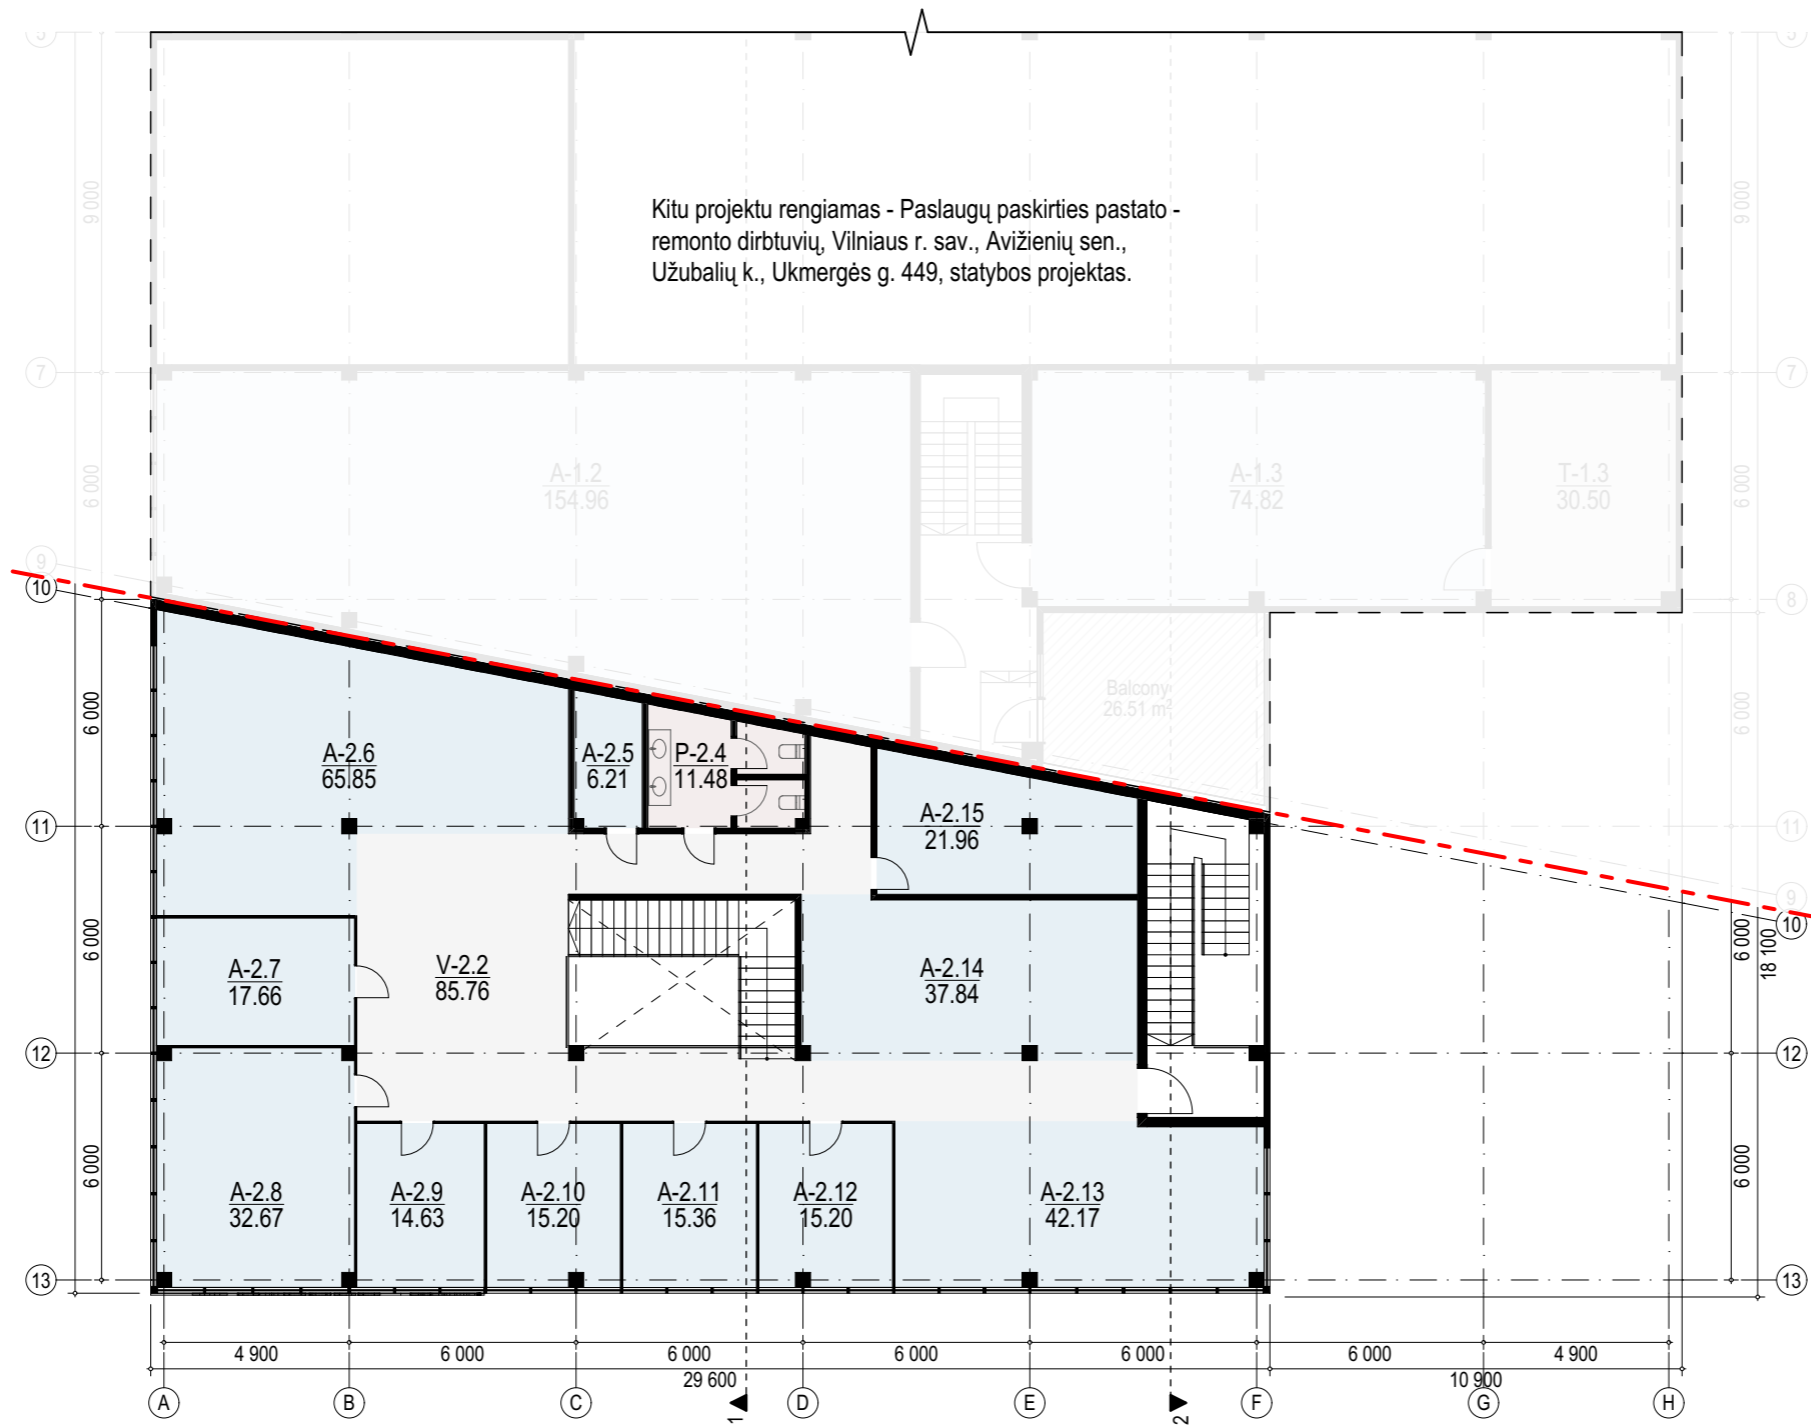 5
5
9 000
9 000
Kitu projektu rengiamas - Paslaugų paskirties pastato -
remonto dirbtuvių, Vilniaus r. sav., Avižienių sen.,
Užubalių k., Ukmergės g. 449, statybos projektas.
7
7
6 000
A-1.2
154.96
A-1.3
74.82
T-1.3
30.50
6 000
9
10
8
Balcony
26.51 m²
6 000
6 000
A-2.6
65.85
A-2.5
6.21
P-2.4
11.48
11
A-2.15
21.96
11
9
10
6 000
A-2.7
17.66
V-2.2
85.76
A-2.14
37.84
6 000
18 100
12
12
6 000
A-2.8
32.67
A-2.9
14.63
A-2.10
15.20
A-2.11
15.36
A-2.12
15.20
A-2.13
42.17
6 000
13
13
4 900
6 000
6 000
6 000
6 000
6 000
4 900
29 600
10 900
A
B
C
1
D
E
2
F
G
H